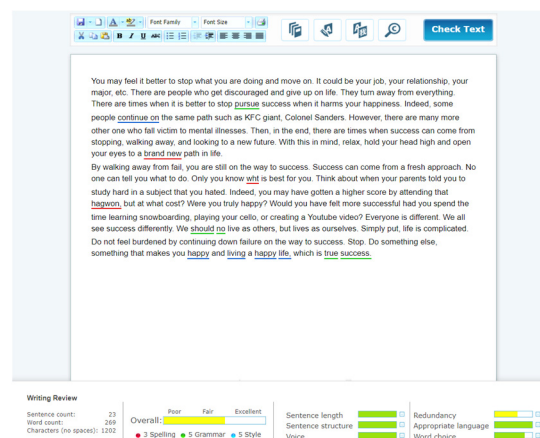 Font Family
Font Size
ABC
Check Text
You may feel it better to stop what you are doing and move on. It could be your job, your relationship, your
major, etc. There are people who get discouraged and give up on life. They turn away from everything.
There are times when it is better to stop pursue success when it harms your happiness. Indeed, some
people continue on the same path such as KFC giant, Colonel Sanders. However, there are many more
other one who fall victim to mental illnesses. Then, in the end, there are times when success can come from
stopping, walking away, and looking to a new future. With this in mind, relax, hold your head high and open
your eyes to a brand new path in life.
By walking away from fail, you are still on the way to success. Success can come from a fresh approach. No
one can tell you what to do. Only you know wht is best for you. Think about when your parents told you to
study hard in a subject that you hated. Indeed, you may have gotten a higher score by attending that
hagwon, but at what cost? Were you truly happy? Would you have felt more successful had you spend the
time learning snowboarding, playing your cello, or creating a Youtube video? Everyone is different. We all
see success differently. We should no live as others, but lives as ourselves. Simply put, life is complicated.
Do not feel burdened by continuing down failure on the way to success. Stop. Do something else,
something that makes you happy and living a happy life, which is true success.
Writing Review
Sentence count: 23
Word count: 269
Characters (no spaces): 1202
Poor Fair Excellent
Overall:
3 Spelling 5 Grammar 5 Style
Sentence length
Sentence structure
Voice
Redundancy
Appropriate language
Word choice